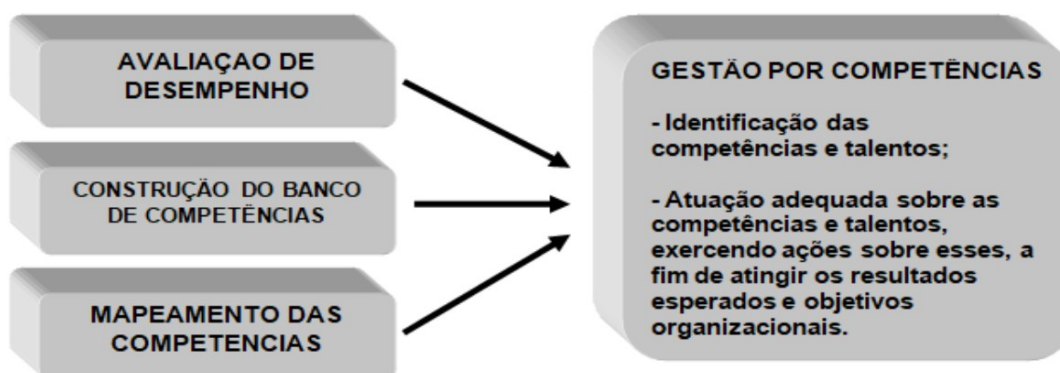 AVALIAÇAO DE
DESEMPENHO
CONSTRUÇÃO DO BANCO
DE COMPETÊNCIAS
MAPEAMENTO DAS
COMPETENCIAS
GESTÃO POR COMPETÊNCIAS
- Identificação das
competências e talentos;
- Atuação adequada sobre as
competências e talentos,
exercendo ações sobre esses, a
fim de atingir os resultados
esperados e objetivos
organizacionais.